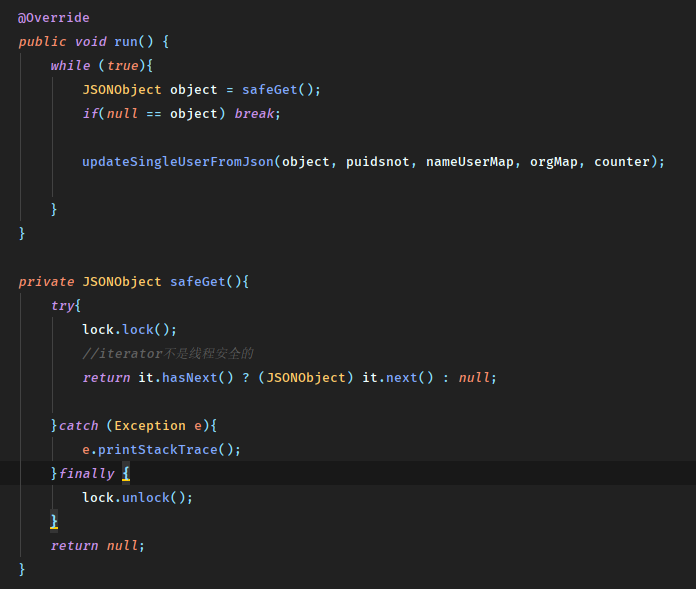 @Override
public void run() {
while (true){
JSONObject object = safeGet();
if(null == object) break;
updateSingleUserFromJson(object, puidsnot, nameUserMap, orgMap, counter);
}
}
private JSONObject safeGet(){
try{
lock.lock();
//iterator不是线程安全的
return it.hasNext() ? (JSONObject) it.next() : null;
}catch (Exception e){
e.printStackTrace();
}finally {
lock.unlock();
}
return null;
}